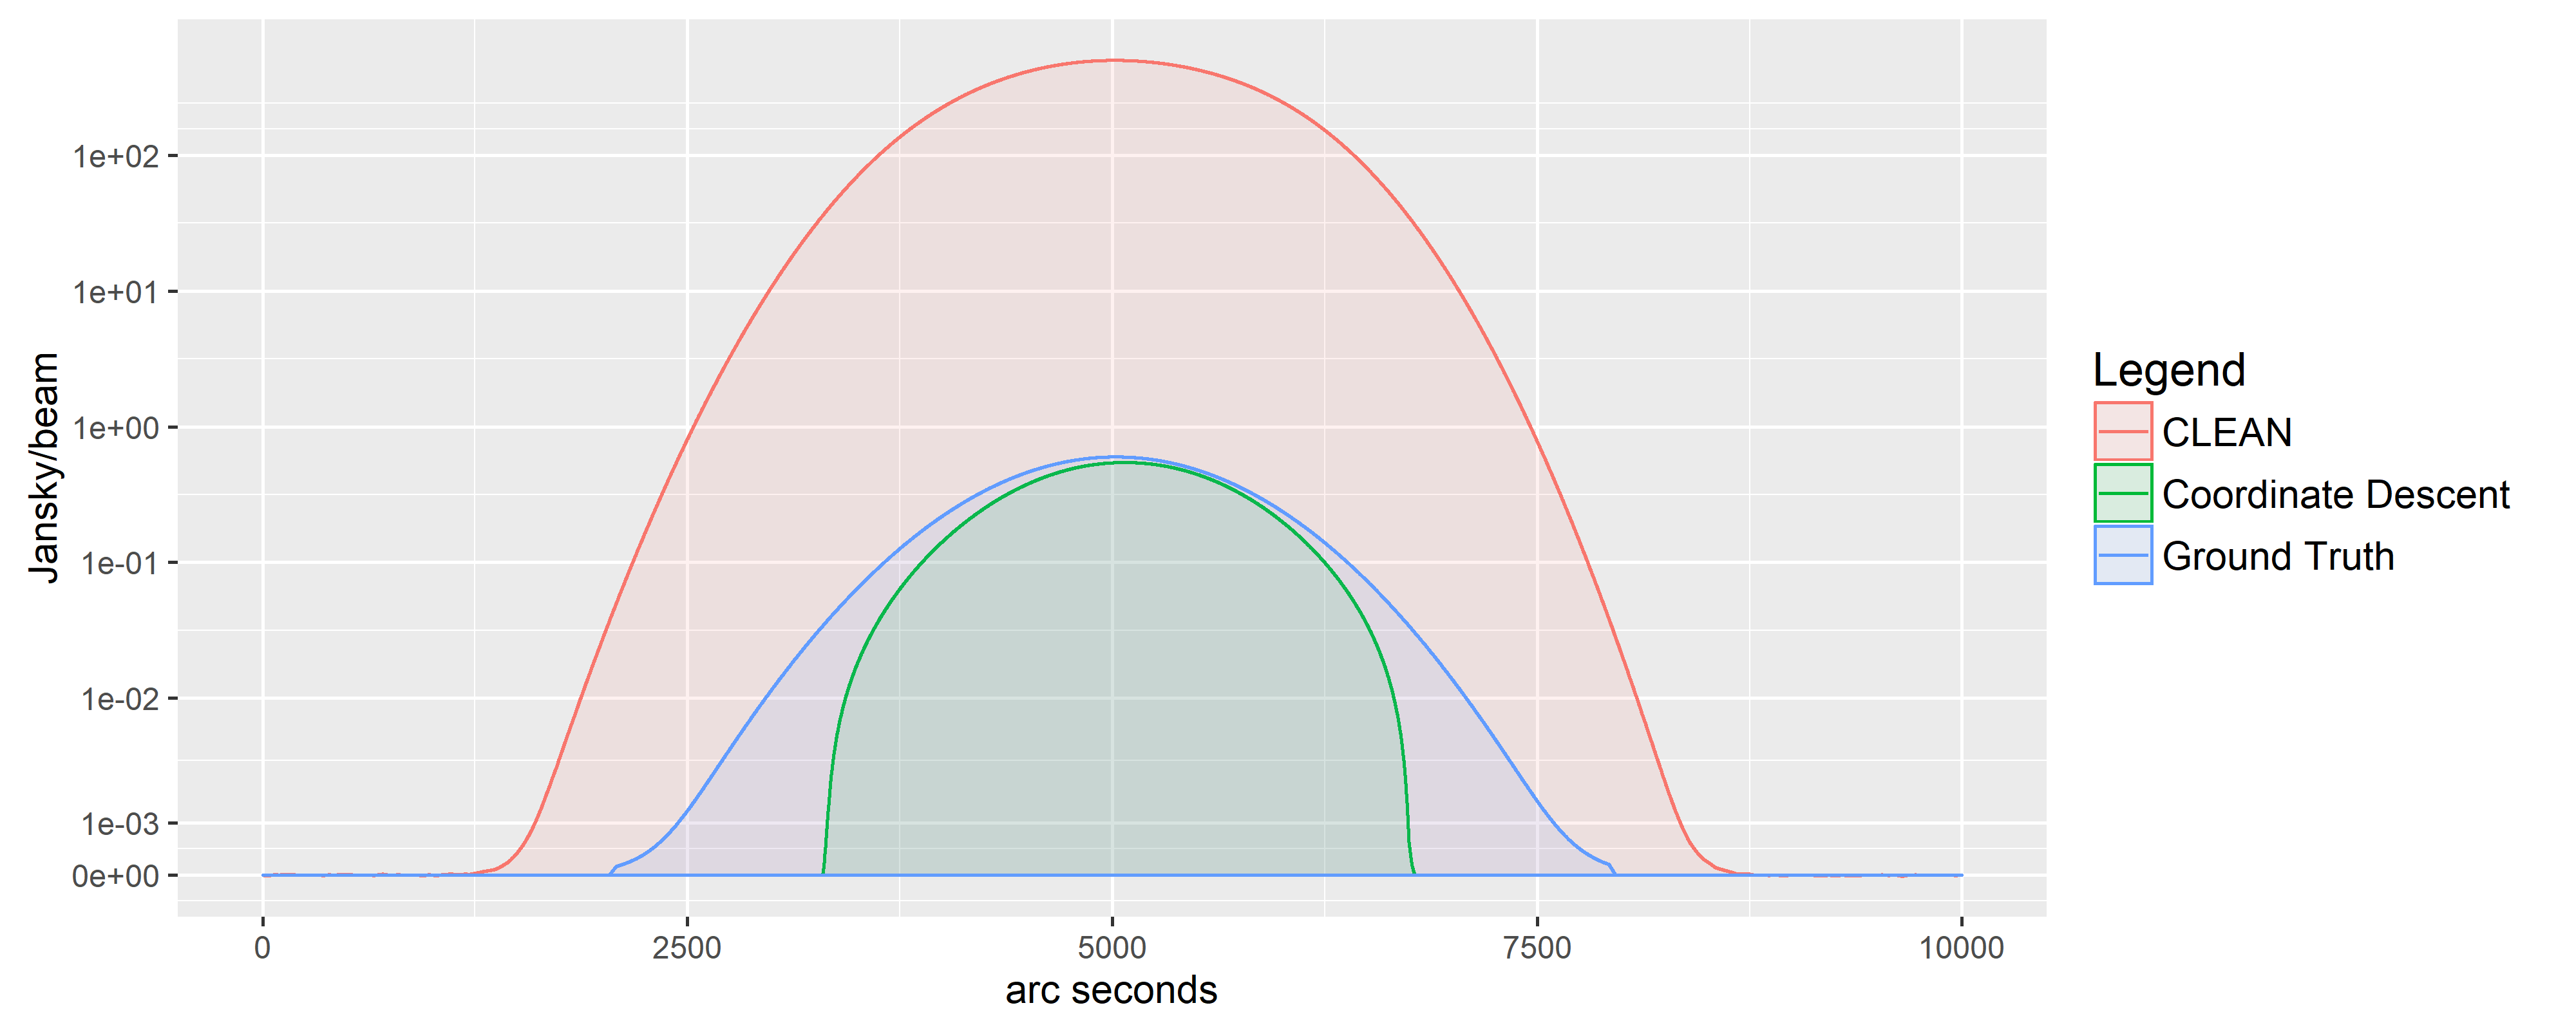 Jansky/beam
1e+02
1e+01
1e+00
1e-01
1e-02
1e-03
0e+00
0
2500
5000
7500
10000
arc seconds
Legend
CLEAN
Coordinate Descent
Ground Truth